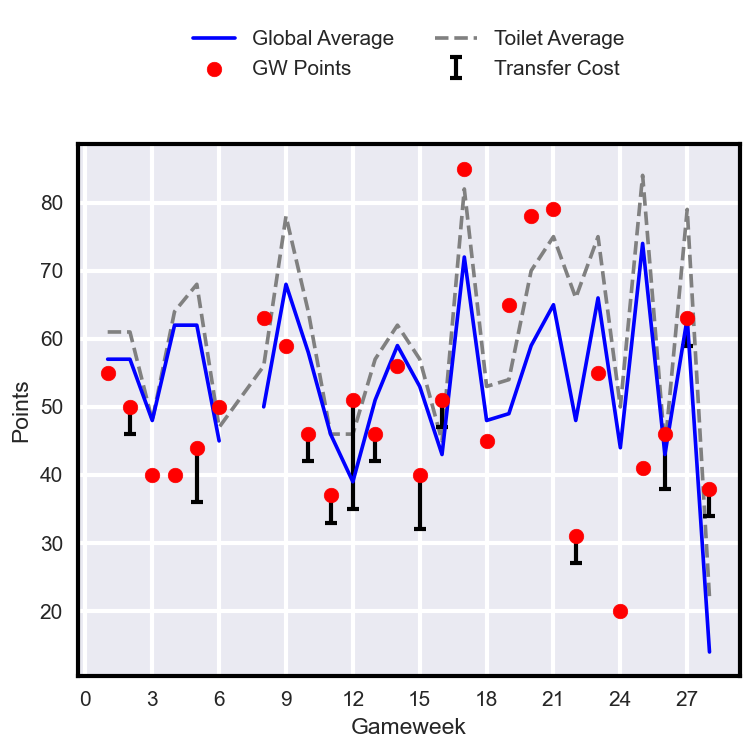 Global Average
Toilet Average
GW Points
Transfer Cost
80
70
60
50
40
30
20
Points
0 3 6 9 12 15 18 21 24 27
Gameweek